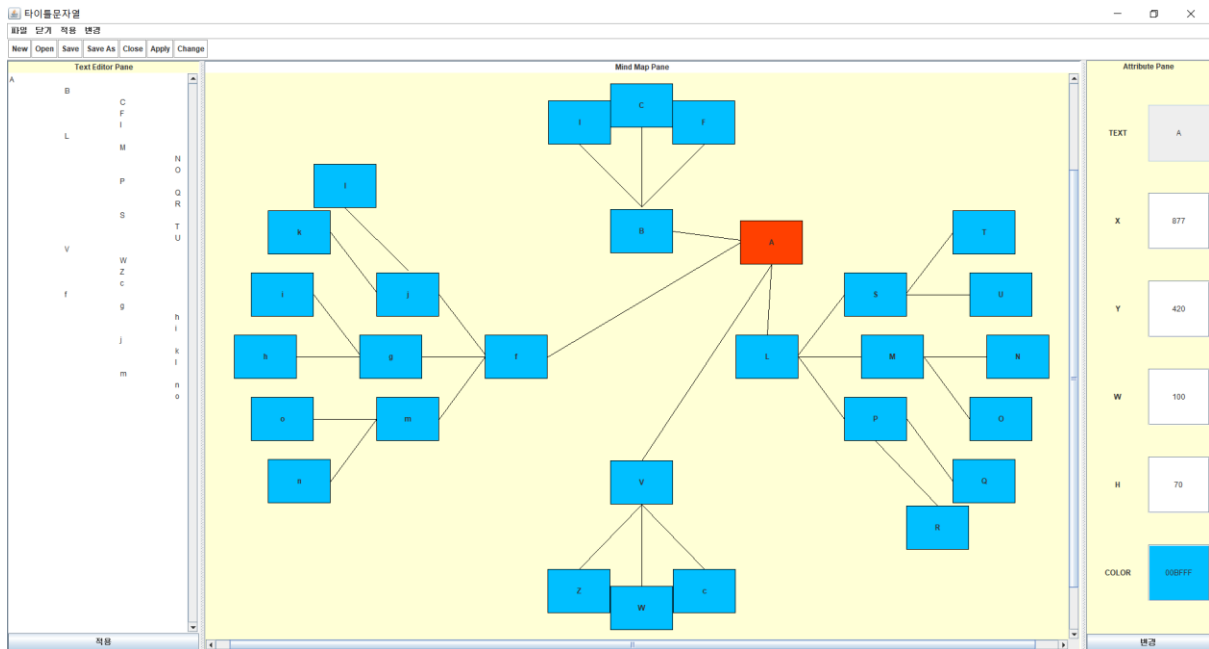 타이틀문자열
파일 닫기 적용 변경
New Open Save Save As Close Apply Change
Text Editor Pane
A
B
C
F
I
L
M
N
O
P
Q
R
S
T
U
V
W
Z
c
f
g
h
i
j
k
l
m
n
o
적용
Mind Map Pane
C
I
F
l
k
B
A
T
i
j
S
U
h
g
f
L
M
N
o
m
P
O
n
V
Q
R
Z
W
c
Attribute Pane
TEXT A
X 877
Y 420
W 100
H 70
COLOR 00BFFF
변경